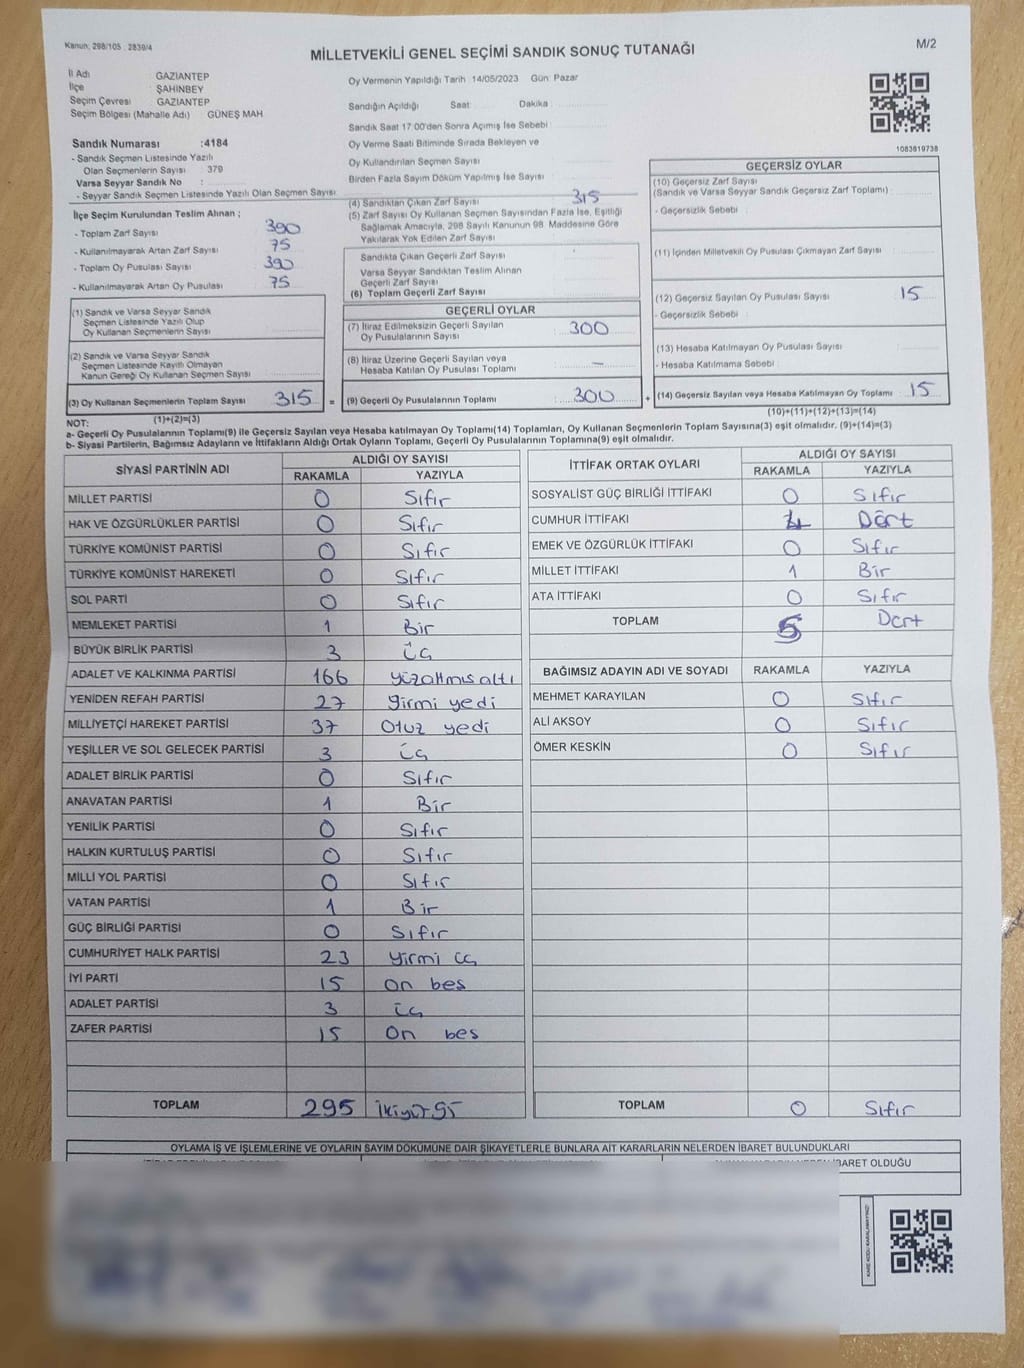 Kanun: 298/105 : 2839/4
M/2
MİLLETVEKİLİ GENEL SEÇİMİ SANDIK SONUÇ TUTANAĞI
İl Adı : GAZİANTEP
İlçe : ŞAHİNBEY
Seçim Çevresi : GAZİANTEP
Seçim Bölgesi (Mahalle Adı) GÜNEŞ MAH
Sandık Numarası :4184
- Sandık Seçmen Listesinde Yazılı
Olan Seçmenlerin Sayısı : 379
Varsa Seyyar Sandık No :
- Seyyar Sandık Seçmen Listesinde Yazılı Olan Seçmen Sayısı
İlçe Seçim Kurulundan Teslim Alınan ;
- Toplam Zarf Sayısı 390
- Kullanılmayarak Artan Zarf Sayısı 75
- Toplam Oy Pusulası Sayısı 390
- Kullanılmayarak Artan Oy Pusulası 75
(1) Sandık ve Varsa Seyyar Sandık
Seçmen Listesinde Yazılı Olup
Oy Kullanan Seçmenlerin Sayısı
(2) Sandık ve Varsa Seyyar Sandık
Seçmen Listesinde Kayıtlı Olmayan
Kanun Gereği Oy Kullanan Seçmen Sayısı
(3) Oy Kullanan Seçmenlerin Toplam Sayısı 315 =
(1)+(2)=(3)
Oy Vermenin Yapıldığı Tarih 14/05/2023 Gün: Pazar
Sandığın Açıldığı Saat: Dakika
Sandık Saat 17:00'den Sonra Açımış İse Sebebi
Oy Verme Saati Bitiminde Sırada Bekleyen ve
Oy Kullandırılan Seçmen Sayısı
Birden Fazla Sayım Döküm Yapılmış İse Sayısı
(4) Sandıktan Çıkan Zarf Sayısı 315
(5) Zarf Sayısı Oy Kullanan Seçmen Sayısından Fazla İse, Eşitliği
Sağlamak Amacıyla, 298 Sayılı Kanunun 98. Maddesine Göre
Yakılarak Yok Edilen Zarf Sayısı
Sandıkta Çıkan Geçerli Zarf Sayısı
Varsa Seyyar Sandıktan Teslim Alınan
Geçerli Zarf Sayısı
(6) Toplam Geçerli Zarf Sayısı
GEÇERLİ OYLAR
(7) İtiraz Edilmeksizin Geçerli Sayılan
Oy Pusulalarının Sayısı 300
(8) İtiraz Üzerine Geçerli Sayılan veya
Hesaba Katılan Oy Pusulası Toplamı —
(9) Geçerli Oy Pusulalarının Toplamı 300 +
1083819738
GEÇERSİZ OYLAR
(10) Geçersiz Zarf Sayısı
(Sandık ve Varsa Seyyar Sandık Geçersiz Zarf Toplamı) :
- Geçersizlik Sebebi :
(11) İçinden Milletvekili Oy Pusulası Çıkmayan Zarf Sayısı
(12) Geçersiz Sayılan Oy Pusulası Sayısı 15
- Geçersizlik Sebebi :
(13) Hesaba Katılmayan Oy Pusulası Sayısı
- Hesaba Katılmama Sebebi :
(14) Geçersiz Sayılan veya Hesaba Katılmayan Oy Toplamı : 15
(10)+(11)+(12)+(13)=(14)
NOT:
a- Geçerli Oy Pusulalarının Toplamı(9) ile Geçersiz Sayılan veya Hesaba Katılmayan Oy Toplamı(14) Toplamları, Oy Kullanan Seçmenlerin Toplam Sayısına(3) eşit olmalıdır. (9)+(14)=(3)
b- Siyasi Partilerin, Bağımsız Adayların ve İttifakların Aldığı Ortak Oyların Toplamı, Geçerli Oy Pusulalarının Toplamına(9) eşit olmalıdır.
SİYASİ PARTİNİN ADI ALDIĞI OY SAYISI
RAKAMLA YAZIYLA
MİLLET PARTİSİ 0 Sıfır
HAK VE ÖZGÜRLÜKLER PARTİSİ 0 Sıfır
TÜRKİYE KOMÜNİST PARTİSİ 0 Sıfır
TÜRKİYE KOMÜNİST HAREKETİ 0 Sıfır
SOL PARTİ 0 Sıfır
MEMLEKET PARTİSİ 1 Bir
BÜYÜK BİRLİK PARTİSİ 3 üç
ADALET VE KALKINMA PARTİSİ 166 yüzaltmışaltı
YENİDEN REFAH PARTİSİ 27 yirmi yedi
MİLLİYETÇİ HAREKET PARTİSİ 37 Otuz yedi
YEŞİLLER VE SOL GELECEK PARTİSİ 3 üç
ADALET BİRLİK PARTİSİ 0 Sıfır
ANAVATAN PARTİSİ 1 Bir
YENİLİK PARTİSİ 0 Sıfır
HALKIN KURTULUŞ PARTİSİ 0 Sıfır
MİLLİ YOL PARTİSİ 0 Sıfır
VATAN PARTİSİ 1 Bir
GÜÇ BİRLİĞİ PARTİSİ 0 Sıfır
CUMHURİYET HALK PARTİSİ 23 yirmi üç
İYİ PARTİ 15 On beş
ADALET PARTİSİ 3 üç
ZAFER PARTİSİ 15 On beş
TOPLAM 295
İTTİFAK ORTAK OYLARI ALDIĞI OY SAYISI
RAKAMLA YAZIYLA
SOSYALİST GÜÇ BİRLİĞİ İTTİFAKI 0 Sıfır
CUMHUR İTTİFAKI 4 Dört
EMEK VE ÖZGÜRLÜK İTTİFAKI 0 Sıfır
MİLLET İTTİFAKI 1 Bir
ATA İTTİFAKI 0 Sıfır
TOPLAM 5 Dört
BAĞIMSIZ ADAYIN ADI VE SOYADI RAKAMLA YAZIYLA
MEHMET KARAYILAN 0 Sıfır
ALİ AKSOY 0 Sıfır
ÖMER KESKİN 0 Sıfır
TOPLAM 0 Sıfır
OYLAMA İŞ VE İŞLEMLERİNE VE OYLARIN SAYIM DÖKÜMÜNE DAİR ŞİKAYETLERLE BUNLARA AİT KARARLARIN NELERDEN İBARET BULUNDUKLARI
İBARET OLDUĞU
KARE KODU KARALAMAYINIZ!